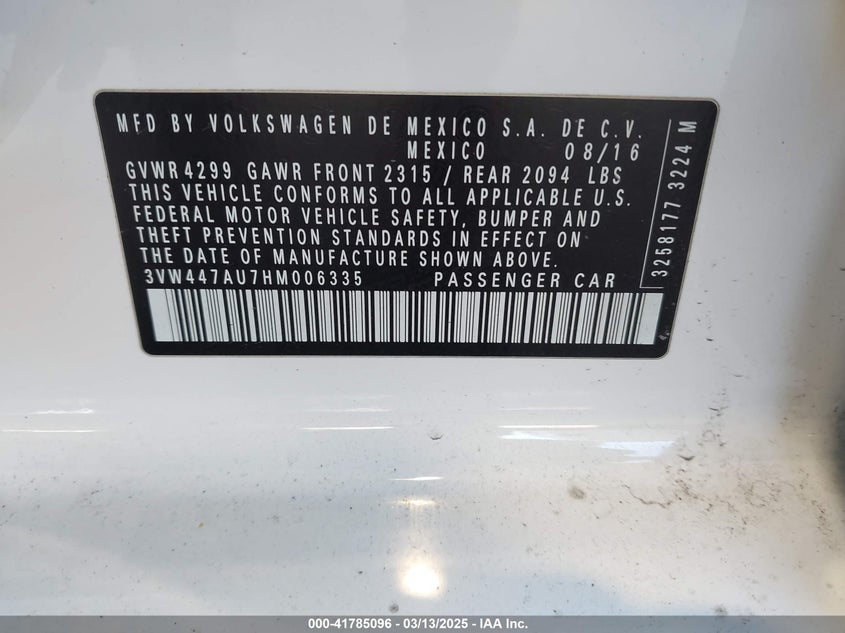 MFD BY VOLKSWAGEN DE MEXICO S.A. DE C.V.
MEXICO 08/16
GVWR 4299 GAWR FRONT 2315 / REAR 2094 LBS
THIS VEHICLE CONFORMS TO ALL APPLICABLE U.S.
FEDERAL MOTOR VEHICLE SAFETY, BUMPER AND
THEFT PREVENTION STANDARDS IN EFFECT ON
THE DATE OF MANUFACTURE SHOWN ABOVE.
3VW447AU7HM006335 PASSENGER CAR
3258177 3224 M
000-41785096 - 03/13/2025 - IAA Inc.